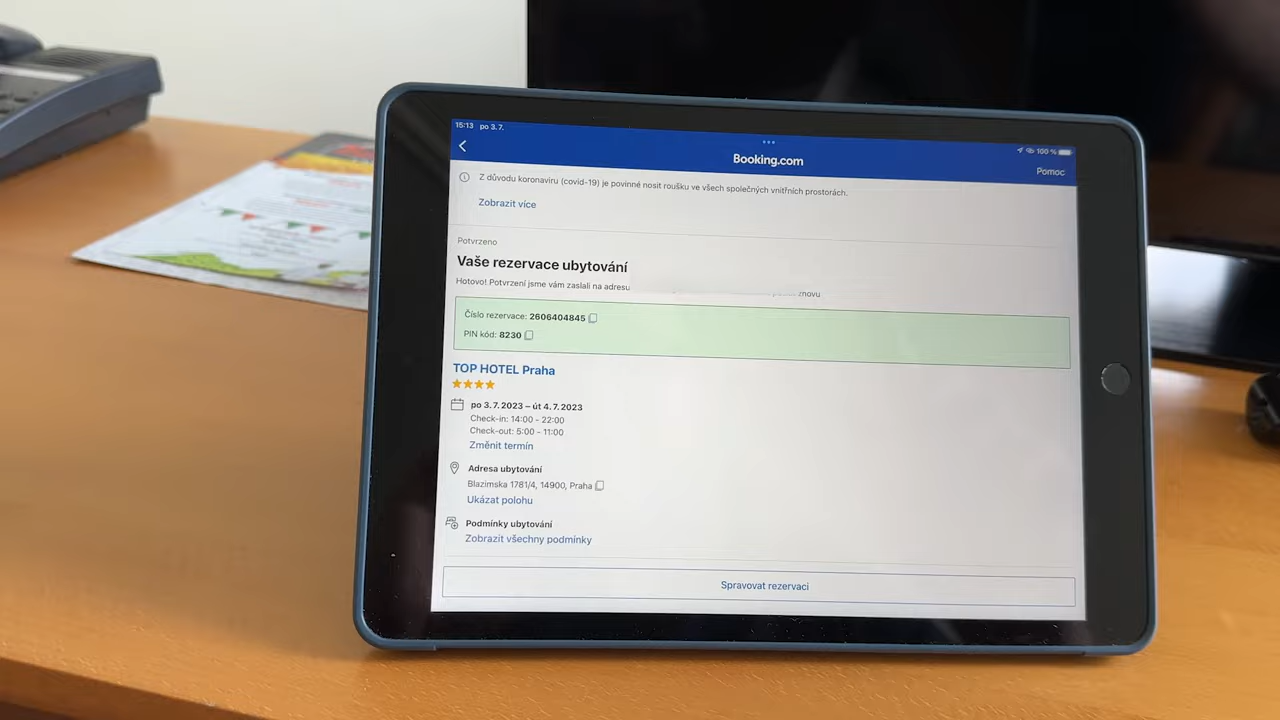 15:13 po 3. 7.
100 %
Booking.com
Pomoc
Z důvodu koronaviru (covid-19) je povinné nosit roušku ve všech společných vnitřních prostorách.
Zobrazit více
Potvrzeno
Vaše rezervace ubytování
Hotovo! Potvrzení jsme vám zaslali na adresu
znovu
Číslo rezervace: 2606404845
PIN kód: 8230
TOP HOTEL Praha
po 3. 7. 2023 – út 4. 7. 2023
Check-in: 14:00 - 22:00
Check-out: 5:00 - 11:00
Změnit termín
Adresa ubytování
Blazimska 1781/4, 14900, Praha
Ukázat polohu
Podmínky ubytování
Zobrazit všechny podmínky
Spravovat rezervaci